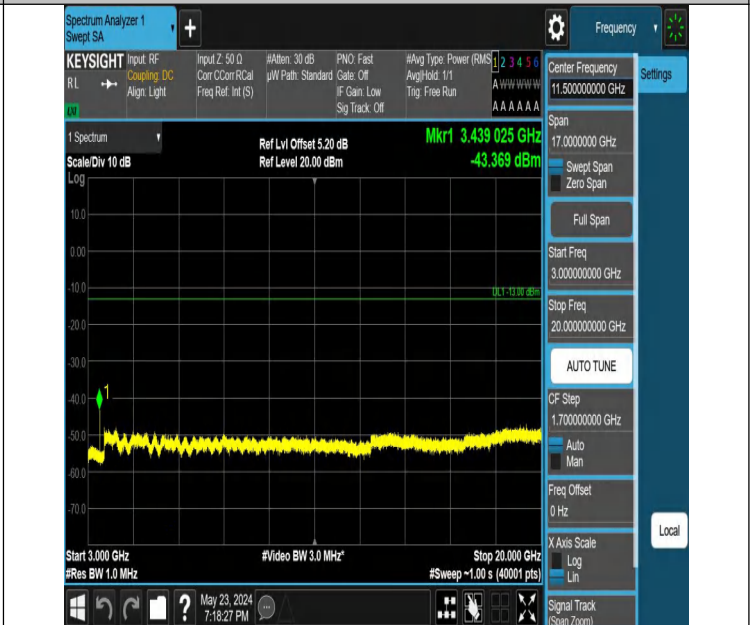 Spectrum Analyzer 1
Swept SA
Frequency
KEYSIGHT
RL
LXI
Input: RF
Coupling: DC
Align: Light
Input Z: 50 Ω
Corr CCorr RCal
Freq Ref: Int (S)
#Atten: 30 dB
µW Path: Standard
PNO: Fast
Gate: Off
IF Gain: Low
Sig Track: Off
#Avg Type: Power (RMS
Avg|Hold: 1/1
Trig: Free Run
1 2 3 4 5 6
A W W W W W
A A A A A A
Center Frequency
11.500000000 GHz
Settings
1 Spectrum
Scale/Div 10 dB
Ref Lvl Offset 5.20 dB
Ref Level 20.00 dBm
Mkr1 3.439 025 GHz
-43.369 dBm
Span
17.0000000 GHz
Swept Span
Zero Span
Full Span
Start Freq
3.000000000 GHz
Stop Freq
20.000000000 GHz
AUTO TUNE
CF Step
1.700000000 GHz
Auto
Man
Freq Offset
0 Hz
X Axis Scale
Log
Lin
Signal Track
(Span Zoom)
Local
Log
10.0
0.00
-10.0
DL1 -13.00 dBm
-20.0
-30.0
-40.0
1
-50.0
-60.0
-70.0
Start 3.000 GHz
#Res BW 1.0 MHz
#Video BW 3.0 MHz*
Stop 20.000 GHz
#Sweep ~1.00 s (40001 pts)
?
May 23, 2024
7:18:27 PM